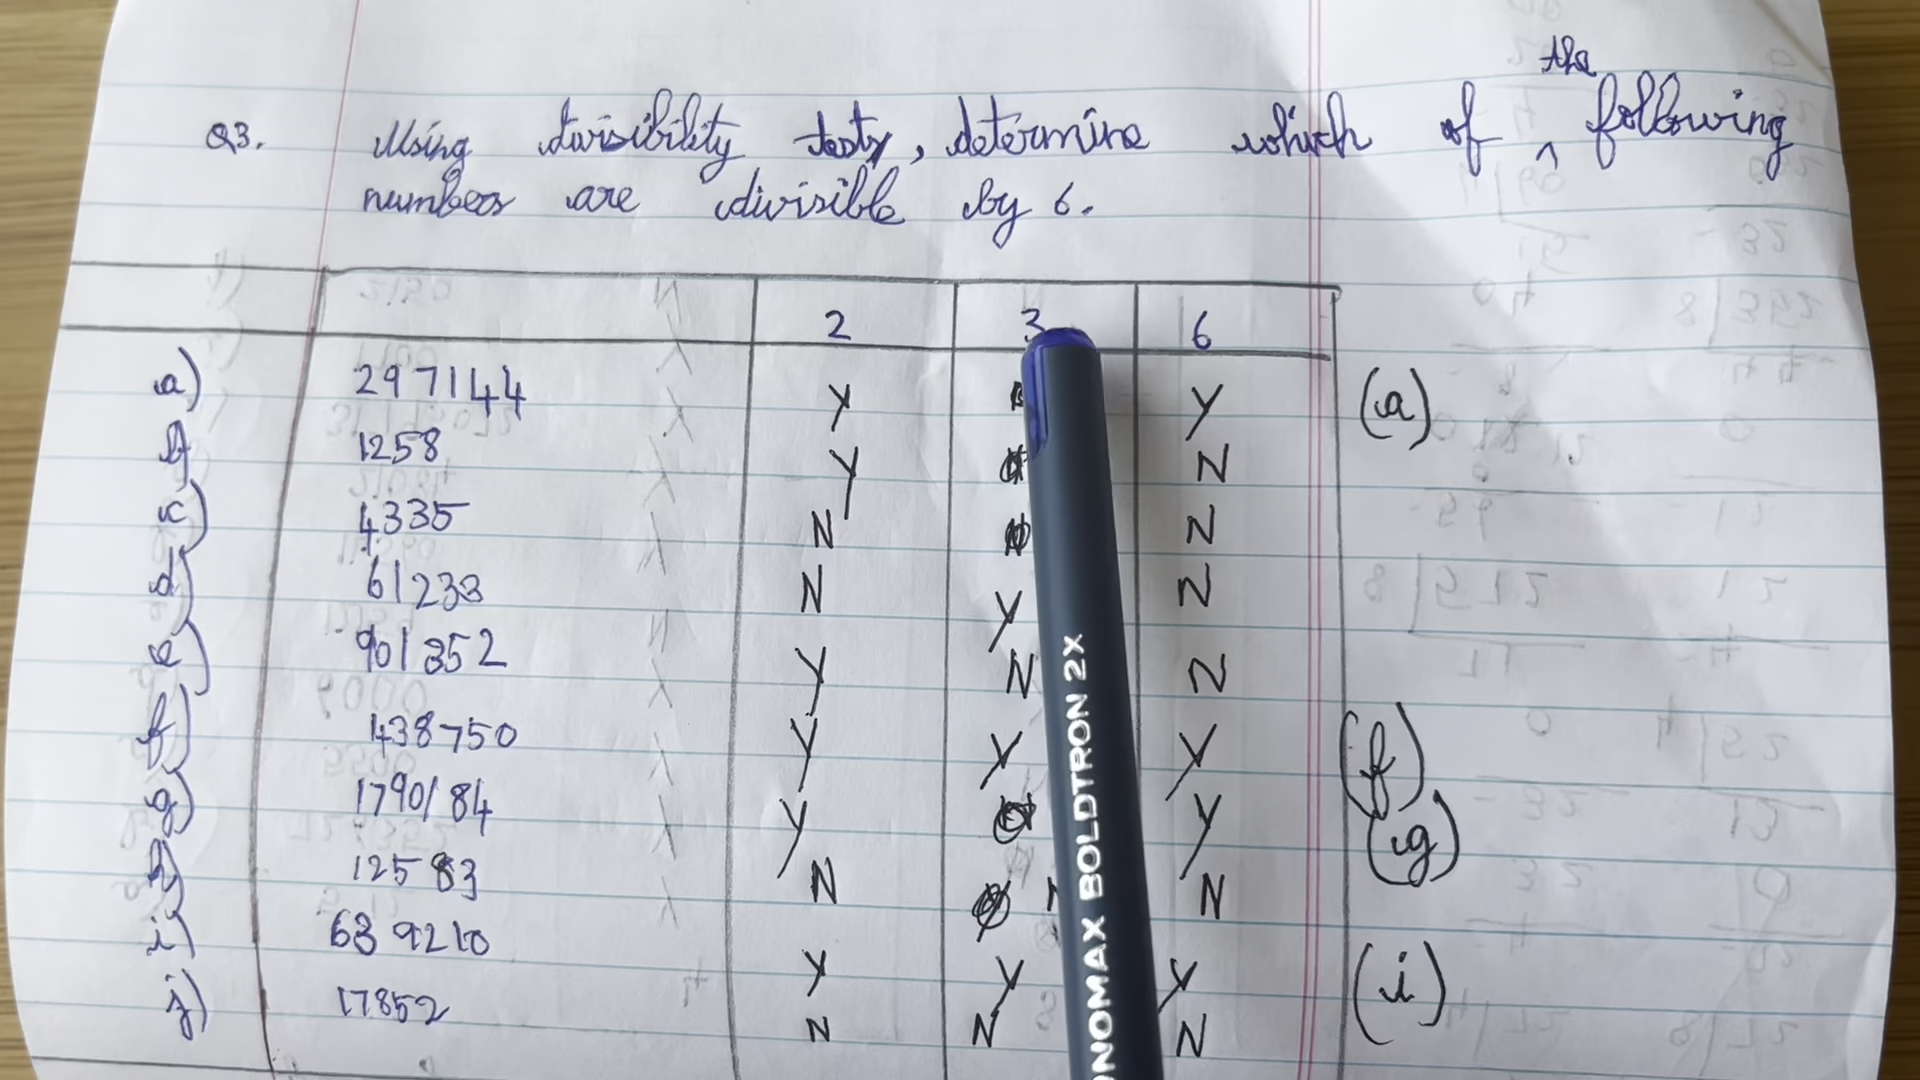 Q3. Using divisibility tests, determine which of the following
numbers are divisible by 6.
2 3 6
a) 297144 Y Y (a)
b) 1258 Y N
c) 4335 N N
d) 61233 N Y N
e) 901352 Y N N
f) 438750 Y Y Y (f)
g) 1790184 Y Y (g)
h) 12583 N N
i) 639210 Y Y Y (i)
j) 17852 N N N
ONOMAX BOLDTRON 2X